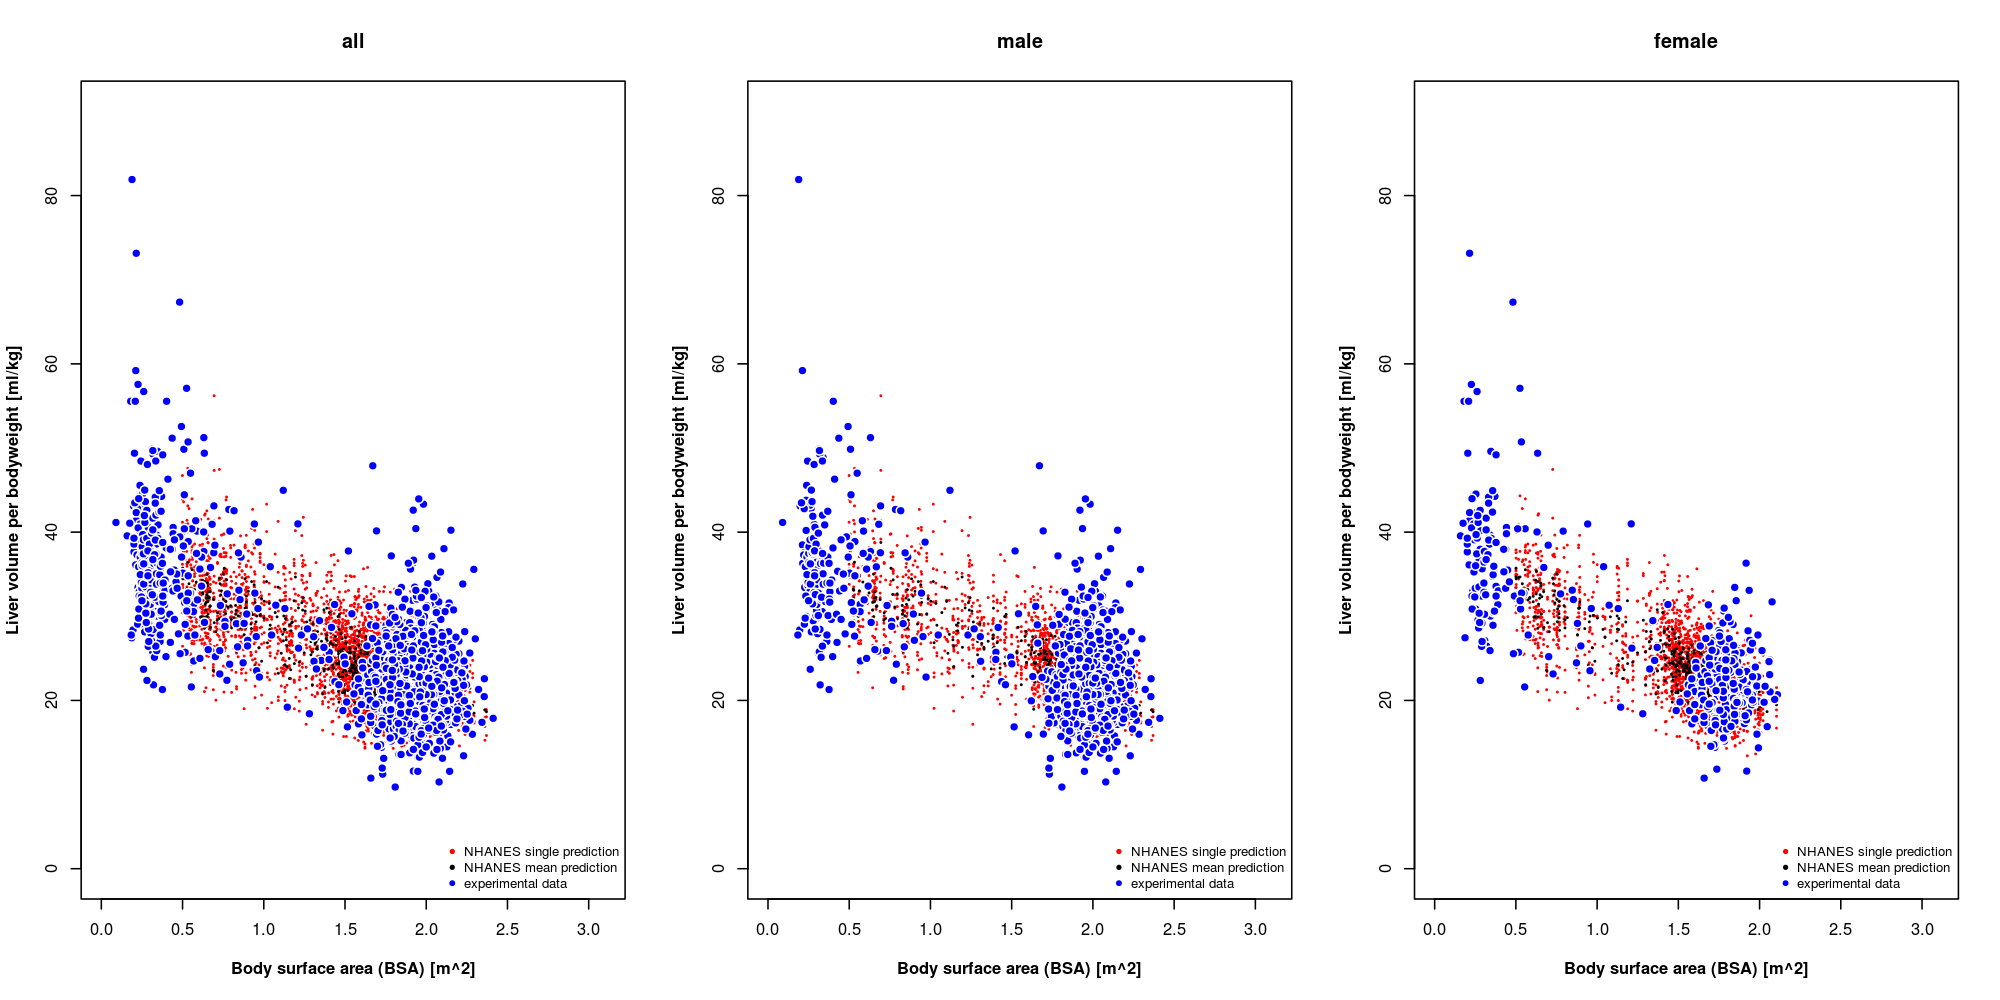 all
male
female
Liver volume per bodyweight [ml/kg]
0
20
40
60
80
0.0 0.5 1.0 1.5 2.0 2.5 3.0
Body surface area (BSA) [m^2]
NHANES single prediction
NHANES mean prediction
experimental data
Liver volume per bodyweight [ml/kg]
0
20
40
60
80
0.0 0.5 1.0 1.5 2.0 2.5 3.0
Body surface area (BSA) [m^2]
NHANES single prediction
NHANES mean prediction
experimental data
Liver volume per bodyweight [ml/kg]
0
20
40
60
80
0.0 0.5 1.0 1.5 2.0 2.5 3.0
Body surface area (BSA) [m^2]
NHANES single prediction
NHANES mean prediction
experimental data